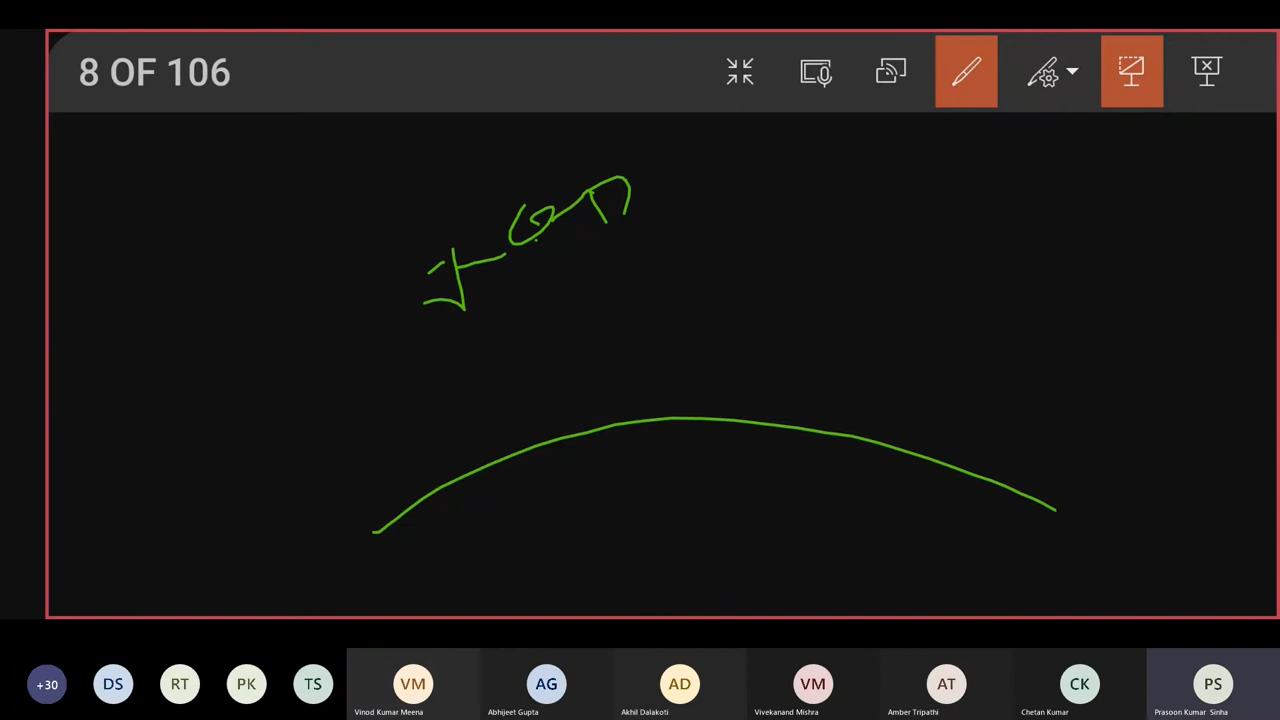 8 OF 106
+30
DS
RT
PK
TS
VM
AG
AD
VM
AT
CK
PS
Vinod Kumar Meena
Abhijeet Gupta
Akhil Dalakoti
Vivekanand Mishra
Amber Tripathi
Chetan Kumar
Prasoon Kumar Sinha